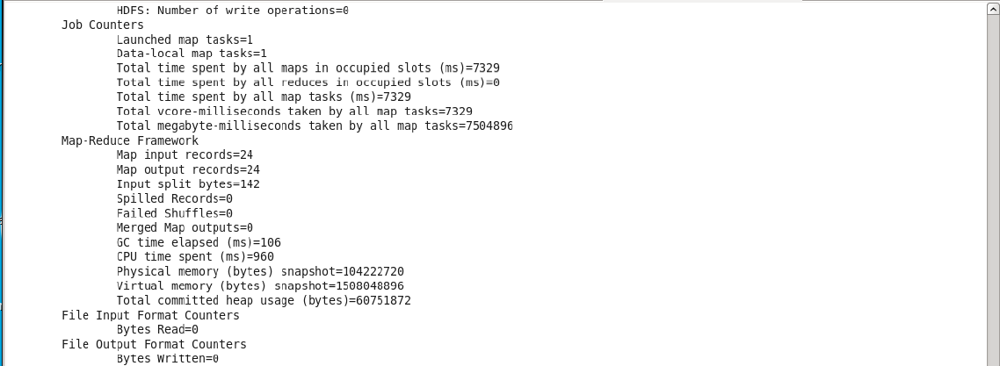 HDFS: Number of write operations=0
Job Counters
Launched map tasks=1
Data-local map tasks=1
Total time spent by all maps in occupied slots (ms)=7329
Total time spent by all reduces in occupied slots (ms)=0
Total time spent by all map tasks (ms)=7329
Total vcore-milliseconds taken by all map tasks=7329
Total megabyte-milliseconds taken by all map tasks=7504896
Map-Reduce Framework
Map input records=24
Map output records=24
Input split bytes=142
Spilled Records=0
Failed Shuffles=0
Merged Map outputs=0
GC time elapsed (ms)=106
CPU time spent (ms)=960
Physical memory (bytes) snapshot=104222720
Virtual memory (bytes) snapshot=1508048896
Total committed heap usage (bytes)=60751872
File Input Format Counters
Bytes Read=0
File Output Format Counters
Bytes Written=0